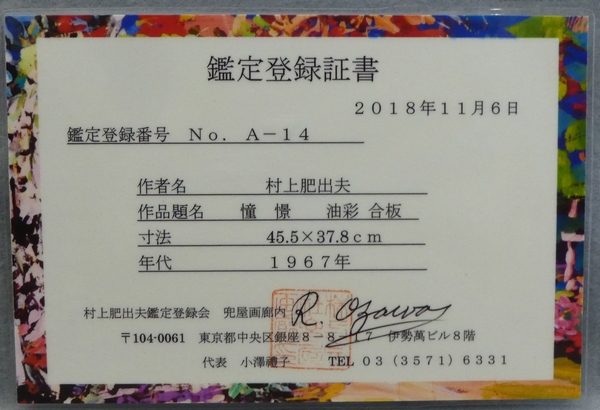 鑑定登録証書
2018年11月6日
鑑定登録番号 No. A-14
作者名 村上肥出夫
作品題名 憧憬 油彩 合板
寸法 45.5×37.8cm
年代 1967年
村上肥出夫鑑定登録会 兜屋画廊内 R. Ozawa
〒104-0061 東京都中央区銀座8-8-17 伊勢萬ビル8階
代表 小澤禮子 TEL 03(3571)6331